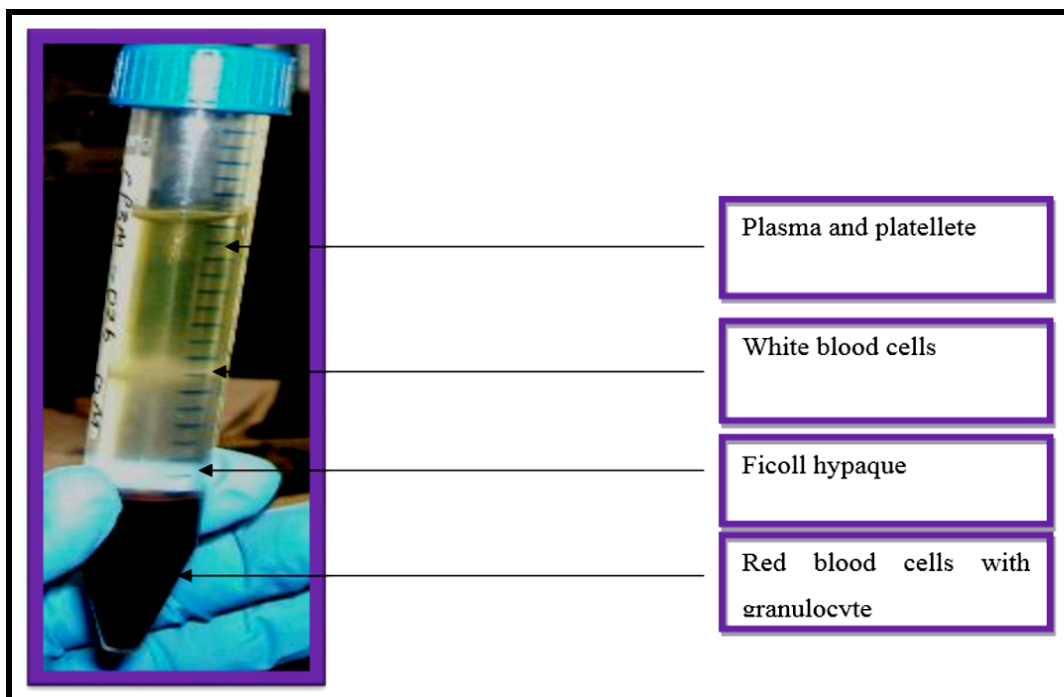 Plasma and platellete
White blood cells
Ficoll hypaque
Red blood cells with
granulocyte